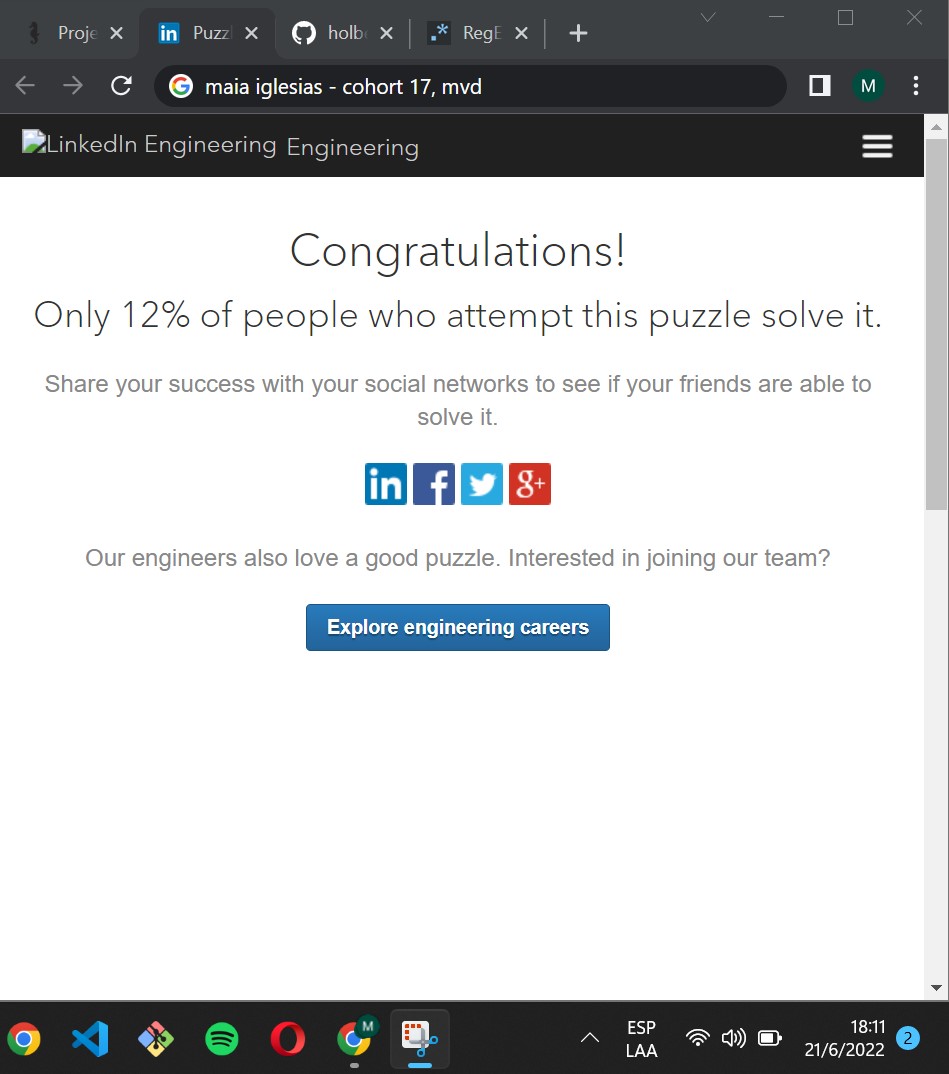 Proje
Puzzl
holbe
RegE
maia iglesias - cohort 17, mvd
M
LinkedIn Engineering Engineering
Congratulations!
Only 12% of people who attempt this puzzle solve it.
Share your success with your social networks to see if your friends are able to
solve it.
in f g+
Our engineers also love a good puzzle. Interested in joining our team?
Explore engineering careers
M
ESP
LAA
18:11
21/6/2022
2